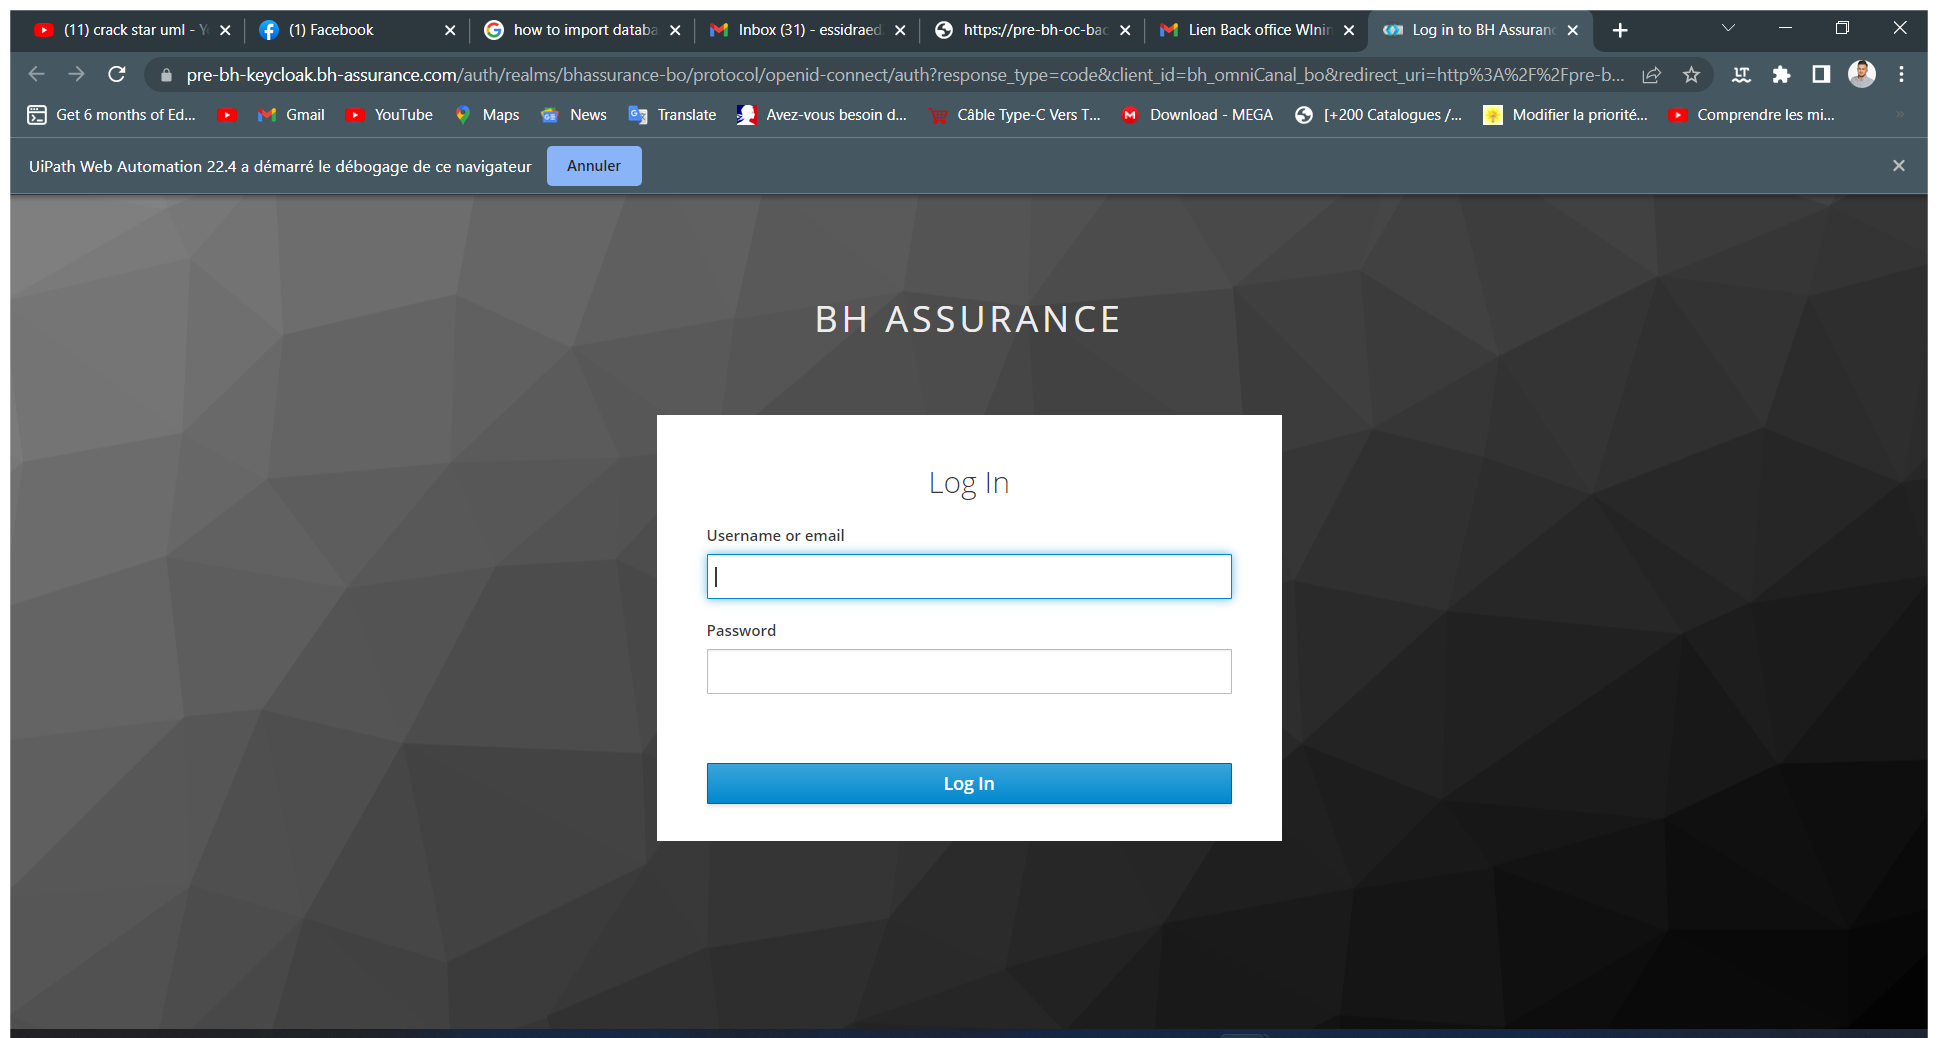 (11) crack star uml - Y
(1) Facebook
how to import databa
Inbox (31) - essidraed
https://pre-bh-oc-bac
Lien Back office WInin
Log in to BH Assuranc
pre-bh-keycloak.bh-assurance.com/auth/realms/bhassurance-bo/protocol/openid-connect/auth?response_type=code&client_id=bh_omniCanal_bo&redirect_uri=http%3A%2F%2Fpre-b...
Get 6 months of Ed...
Gmail
YouTube
Maps
News
Translate
Avez-vous besoin d...
Câble Type-C Vers T...
Download - MEGA
[+200 Catalogues /...
Modifier la priorité...
Comprendre les mi...
UiPath Web Automation 22.4 a démarré le débogage de ce navigateur
Annuler
BH ASSURANCE
Log In
Username or email
Password
Log In